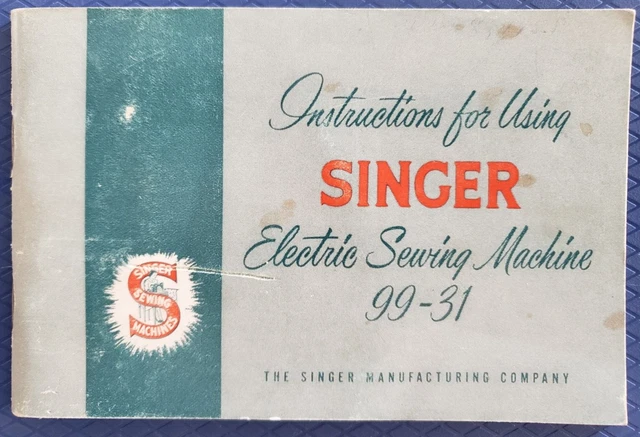 Instructions for Using
SINGER
Electric Sewing Machine
99-31
SINGER
SEWING
MACHINES
THE SINGER MANUFACTURING COMPANY